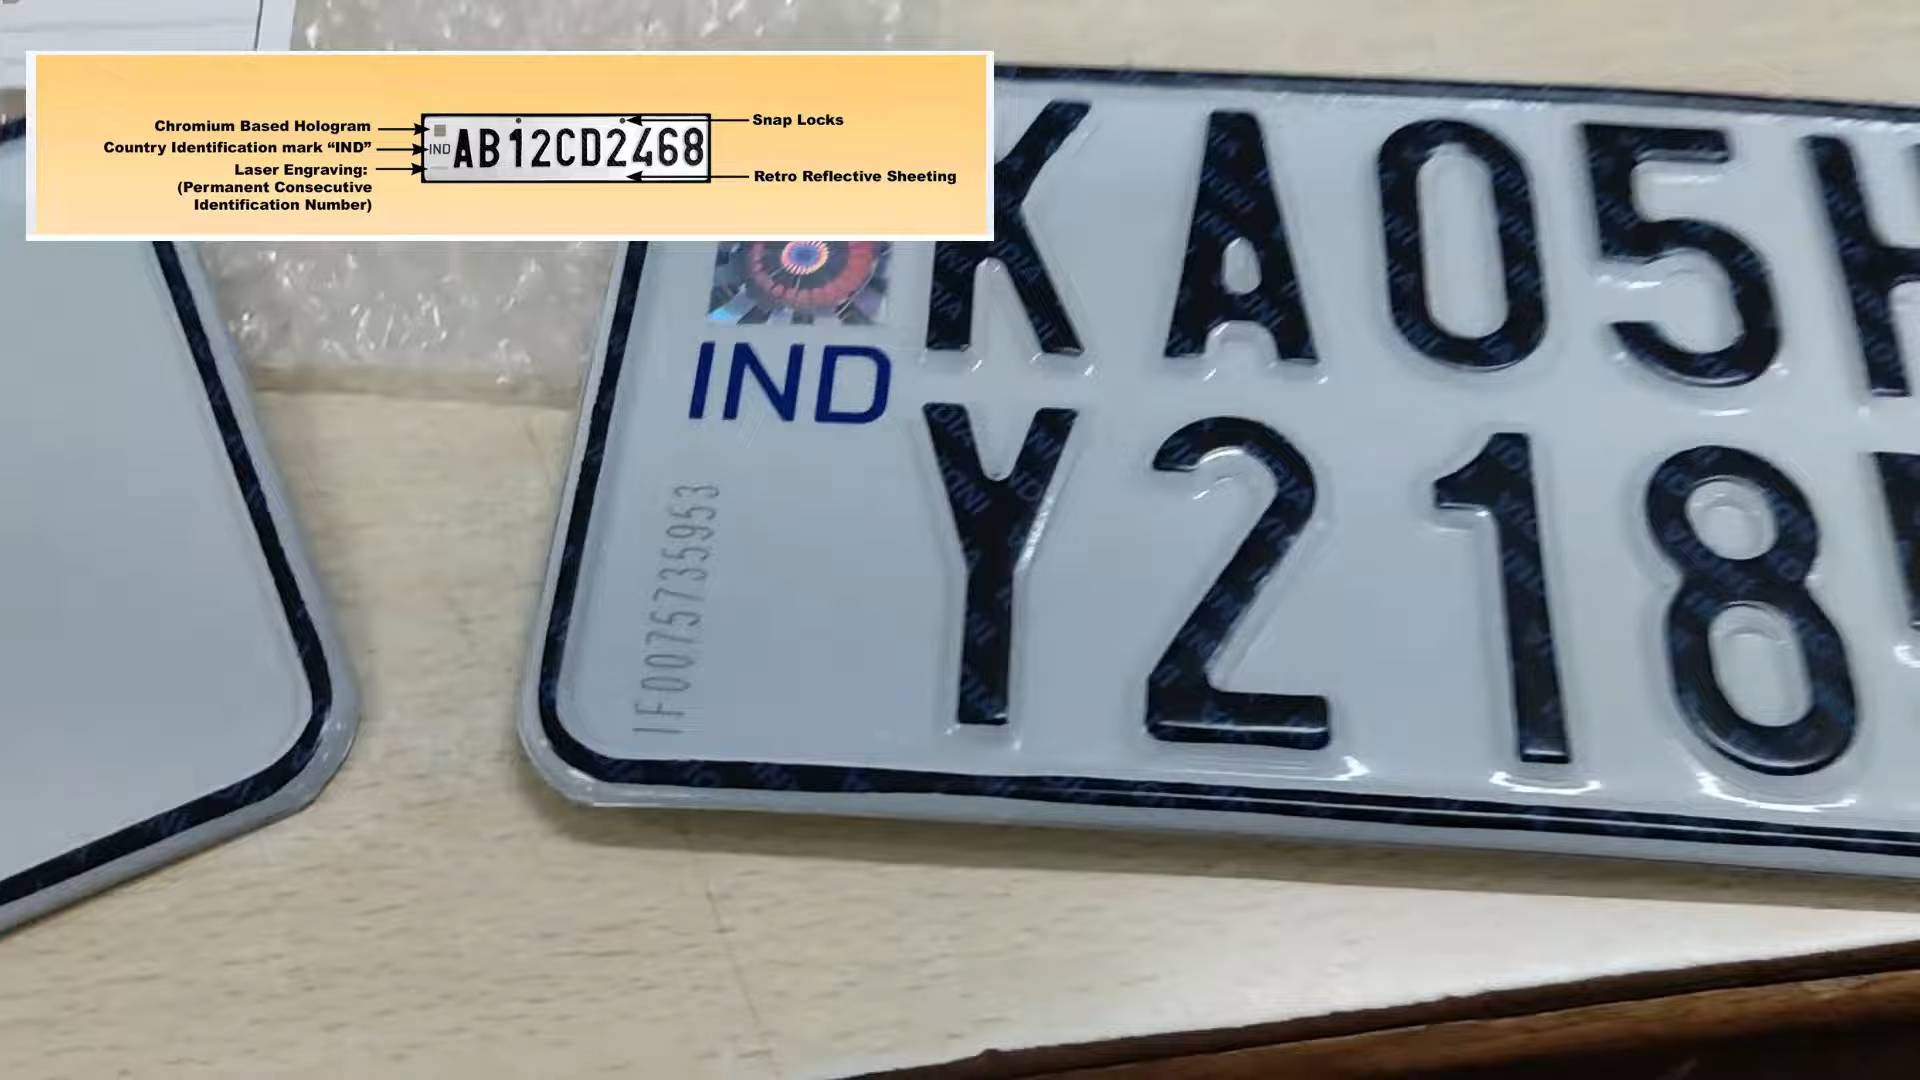 Chromium Based Hologram
Country Identification mark “IND”
Laser Engraving:
(Permanent Consecutive
Identification Number)
IND
AB12CD2468
Snap Locks
Retro Reflective Sheeting
KA05H
IND
Y218
1F0075735953